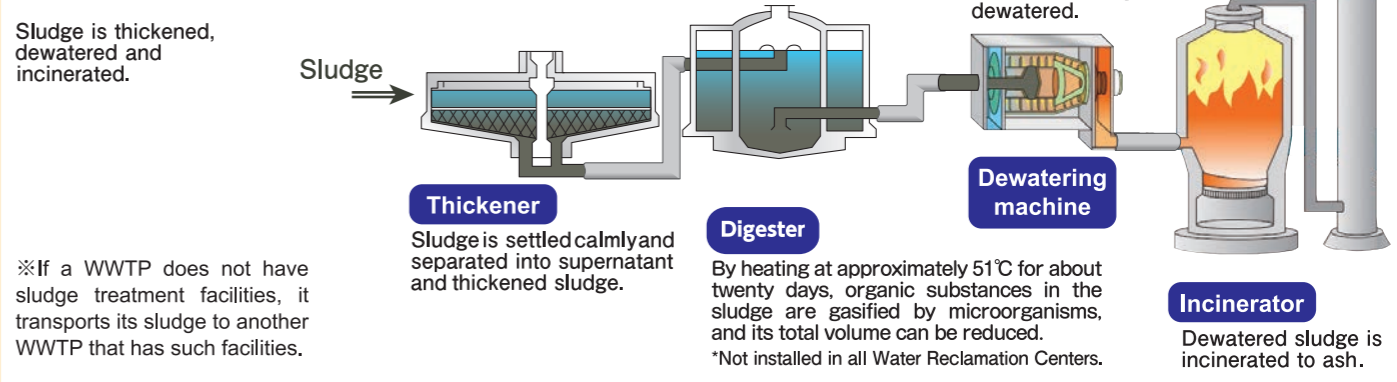 Sludge is thickened,
dewatered and
incinerated.
Sludge
※If a WWTP does not have
sludge treatment facilities, it
transports its sludge to another
WWTP that has such facilities.
Thickener
Sludge is settled calmly and
separated into supernatant
and thickened sludge.
Digester
By heating at approximately 51℃ for about
twenty days, organic substances in the
sludge are gasified by microorganisms,
and its total volume can be reduced.
*Not installed in all Water Reclamation Centers.
dewatered.
Dewatering
machine
Incinerator
Dewatered sludge is
incinerated to ash.